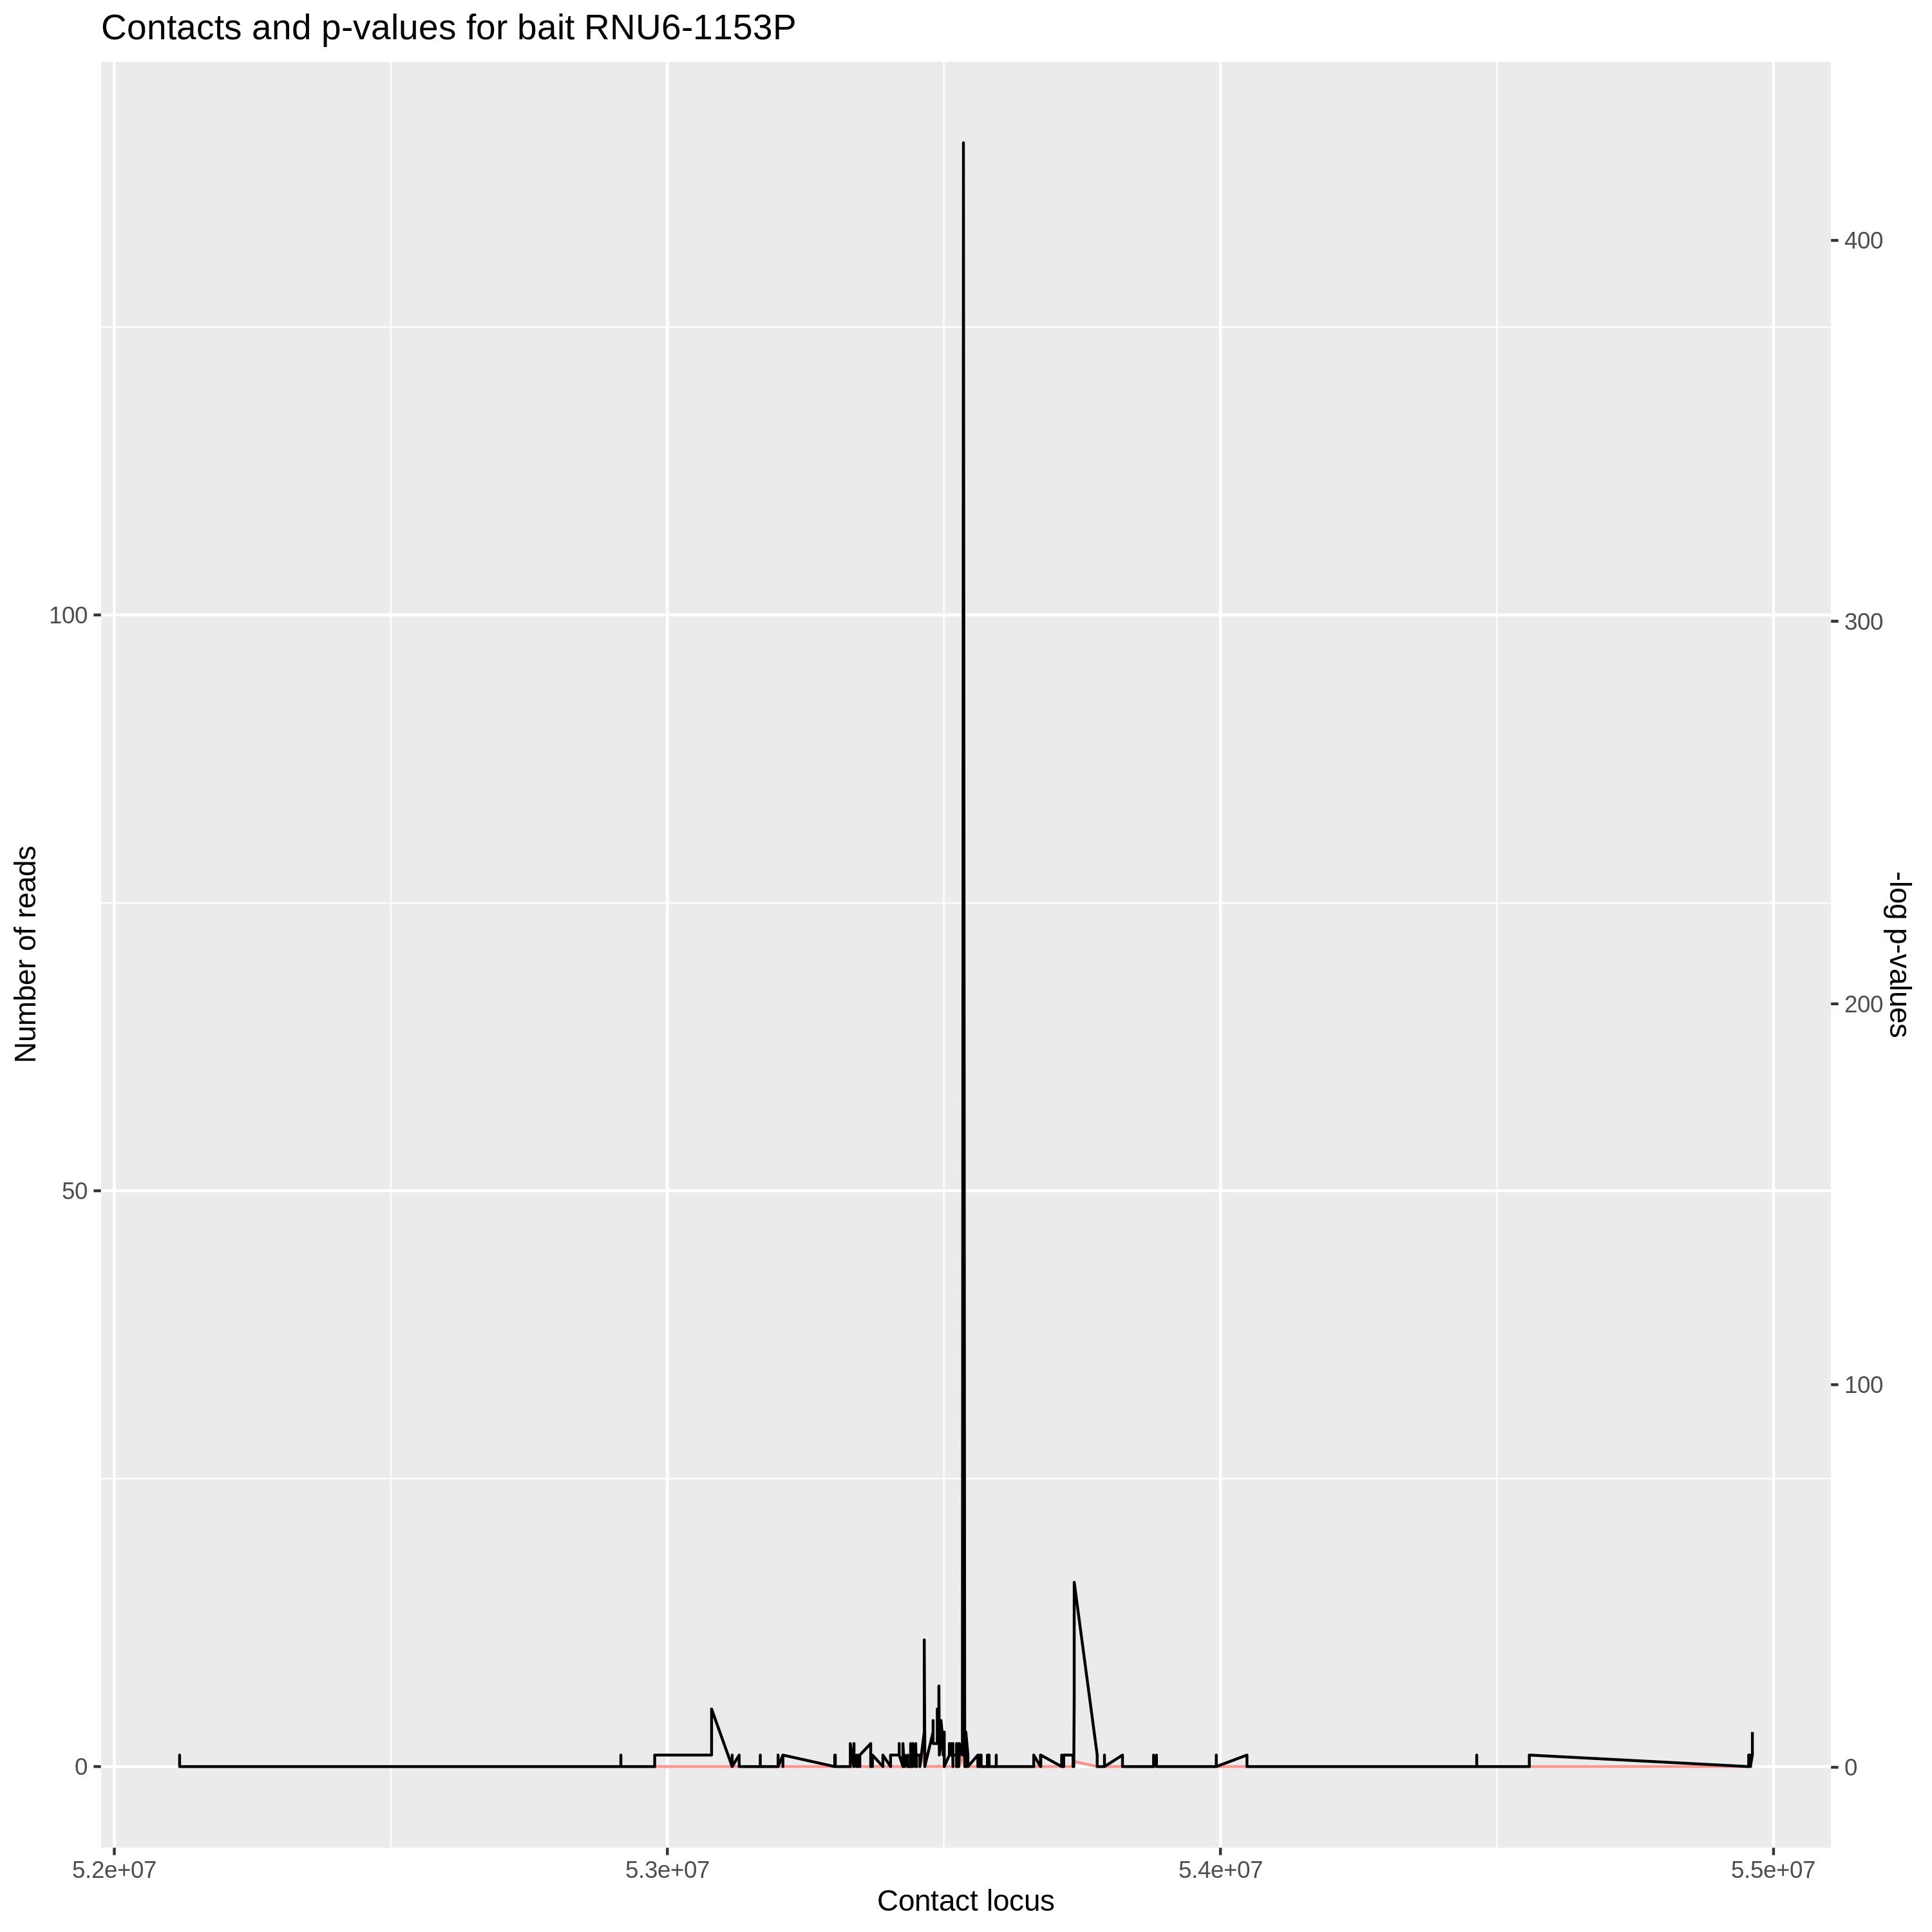 Contacts and p-values for bait RNU6-1153P
Number of reads
100
50
0
400
300
200
100
0
-log p-values
5.2e+07
5.3e+07
5.4e+07
5.5e+07
Contact locus